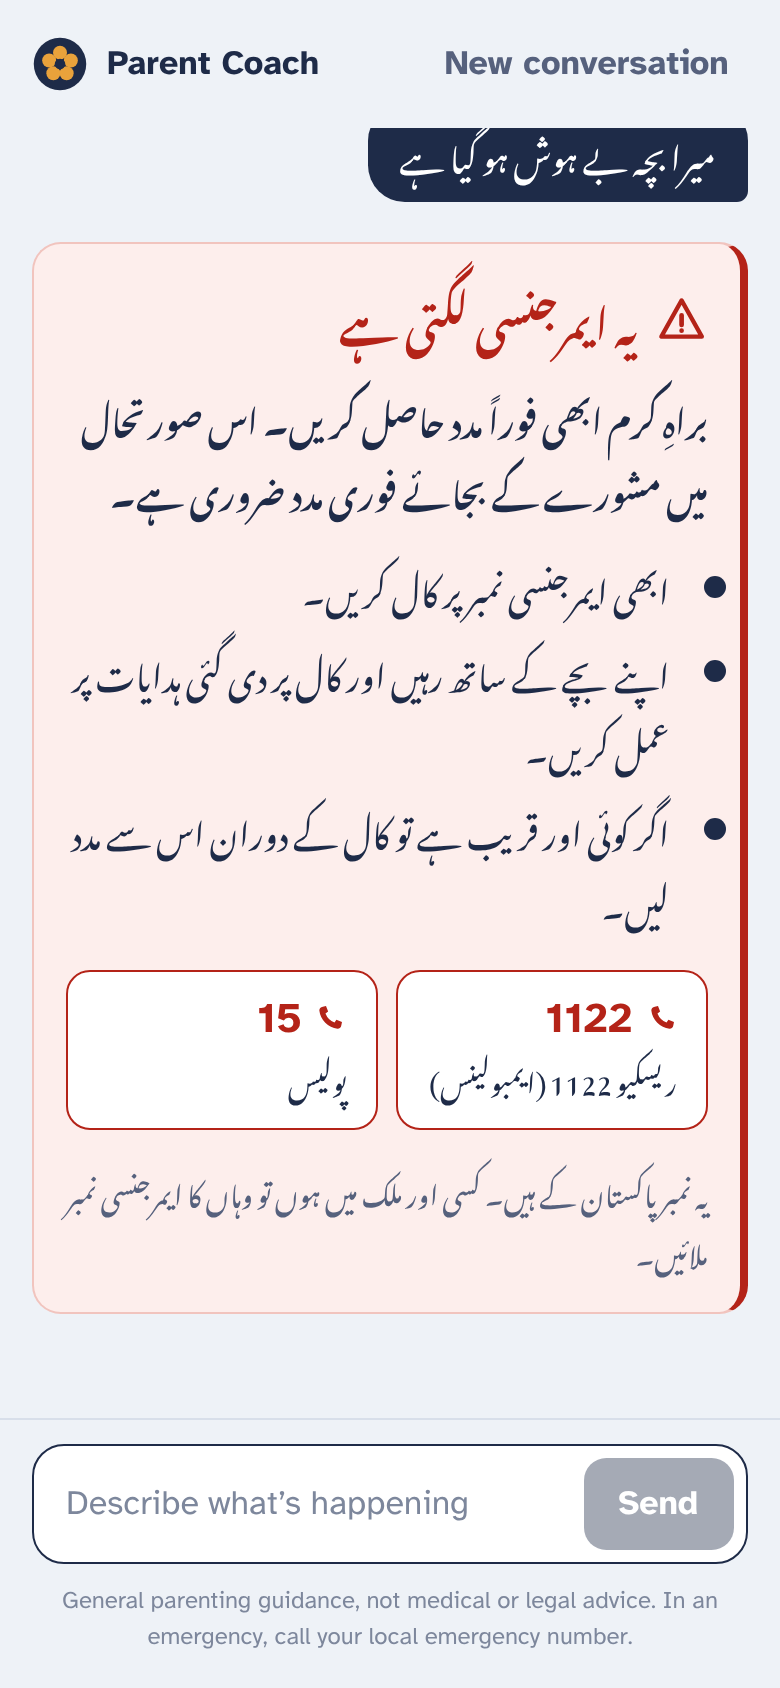 Parent Coach
New conversation
میرا بچہ بے ہوش ہو گیا ہے
یہ ایمرجنسی لگتی ہے
براہِ کرم ابھی فوراً مدد حاصل کریں۔ اس صورتحال
میں مشورے کے بجائے فوری مدد ضروری ہے۔
ابھی ایمرجنسی نمبر پر کال کریں۔
اپنے بچے کے ساتھ رہیں اور کال پر دی گئی ہدایات پر
عمل کریں۔
اگر کوئی اور قریب ہے تو کال کے دوران اس سے مدد
لیں۔
1122
ریسکیو 1122 (ایمبولینس)
15
پولیس
یہ نمبر پاکستان کے ہیں۔ کسی اور ملک میں ہوں تو وہاں کا ایمرجنسی نمبر
ملائیں۔
Describe what’s happening
Send
General parenting guidance, not medical or legal advice. In an
emergency, call your local emergency number.